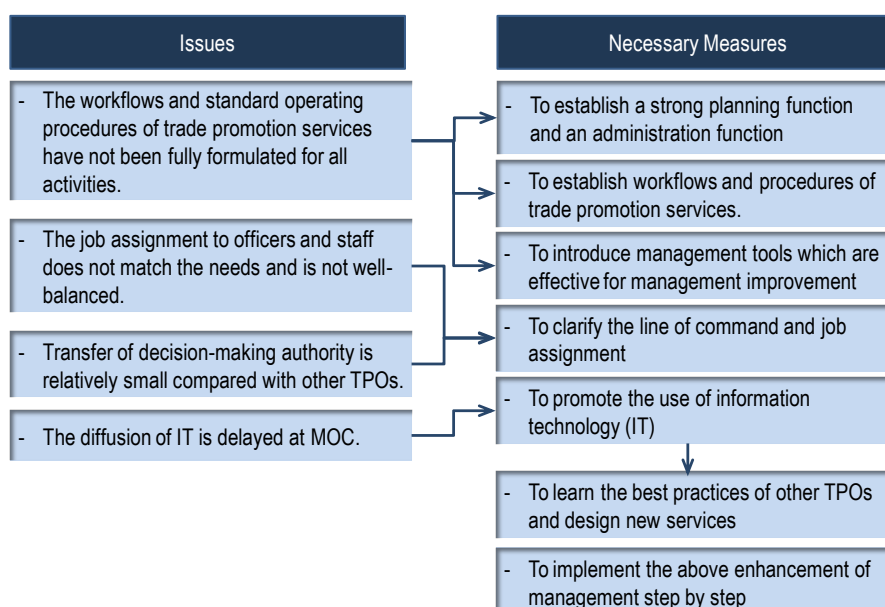 Issues
- The workflows and standard operating
procedures of trade promotion services
have not been fully formulated for all
activities.
- The job assignment to officers and staff
does not match the needs and is not well-
balanced.
- Transfer of decision-making authority is
relatively small compared with other TPOs.
- The diffusion of IT is delayed at MOC.
Necessary Measures
- To establish a strong planning function
and an administration function
- To establish workflows and procedures of
trade promotion services.
- To introduce management tools which are
effective for management improvement
- To clarify the line of command and job
assignment
- To promote the use of information
technology (IT)
- To learn the best practices of other TPOs
and design new services
- To implement the above enhancement of
management step by step